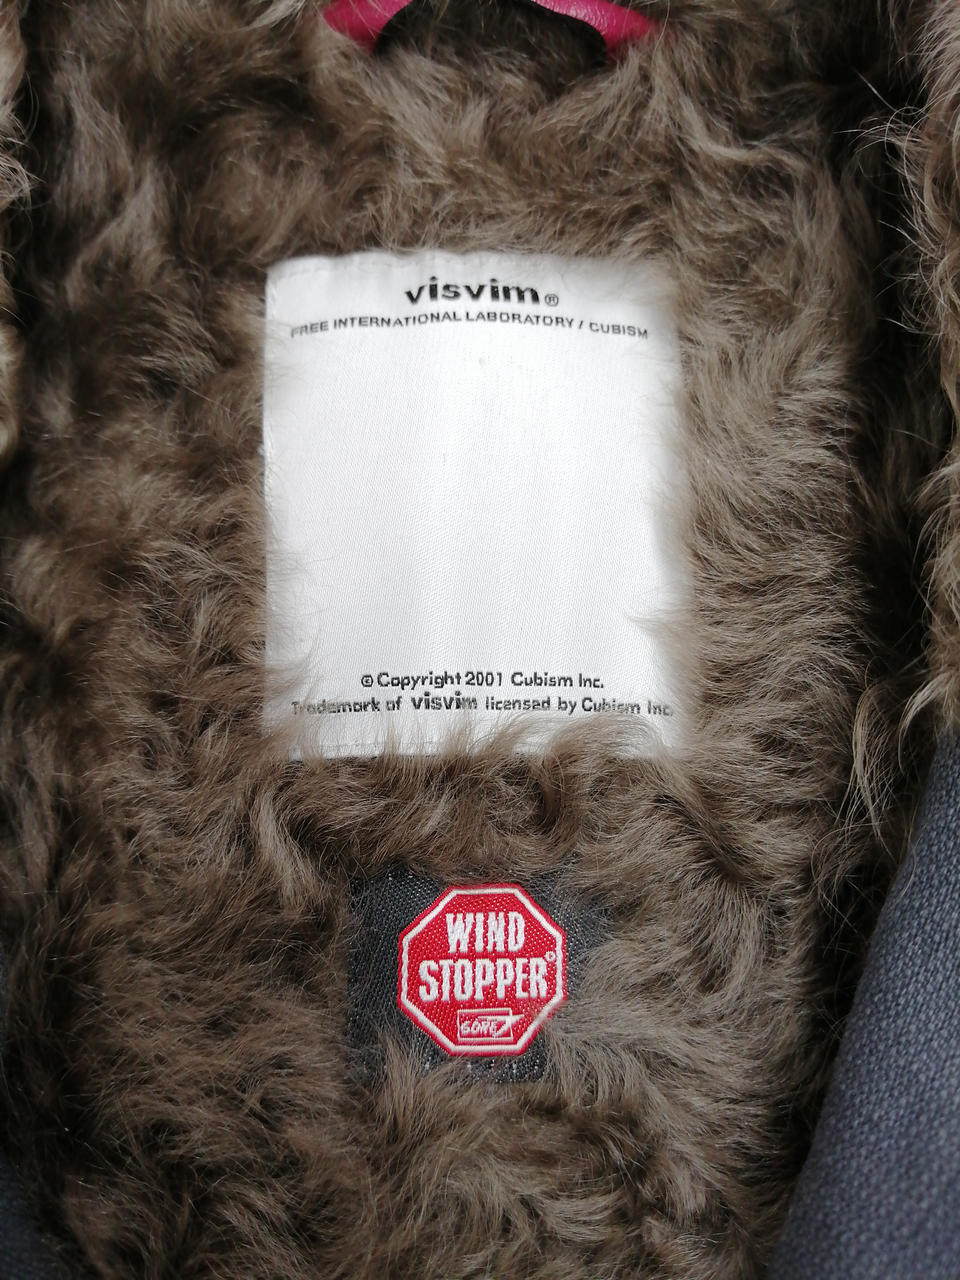 visvim®
FREE INTERNATIONAL LABORATORY / CUBISM
© Copyright 2001 Cubism Inc.
Trademark of visvim licensed by Cubism Inc.
WIND
STOPPER®
GORE